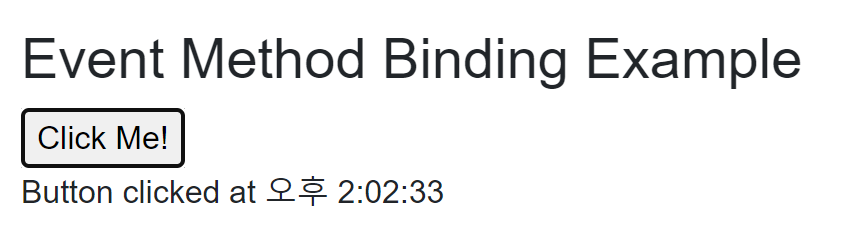 Event Method Binding Example
Click Me!
Button clicked at 오후 2:02:33